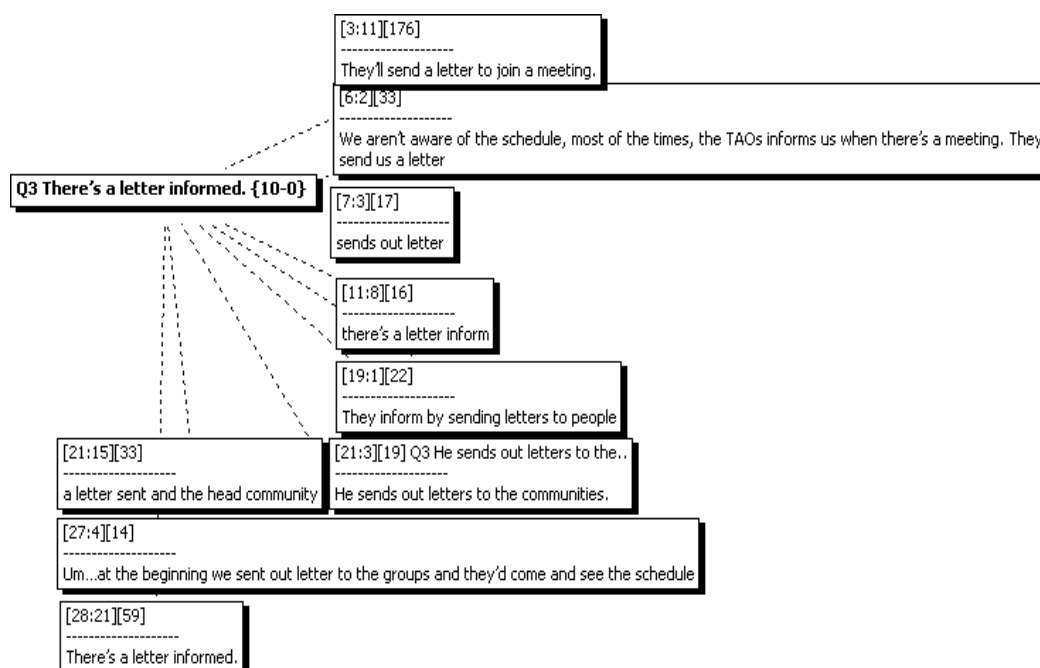 [3:11][176]
--------------------
They'll send a letter to join a meeting.
[6:2][33]
--------------------
We aren't aware of the schedule, most of the times, the TAOs informs us when there's a meeting. They
send us a letter
Q3 There's a letter informed. {10-0}
[7:3][17]
--------------------
sends out letter
[11:8][16]
--------------------
there's a letter inform
[19:1][22]
--------------------
They inform by sending letters to people
[21:15][33]
--------------------
a letter sent and the head community
[21:3][19] Q3 He sends out letters to the..
--------------------
He sends out letters to the communities.
[27:4][14]
--------------------
Um...at the beginning we sent out letter to the groups and they'd come and see the schedule
[28:21][59]
--------------------
There's a letter informed.